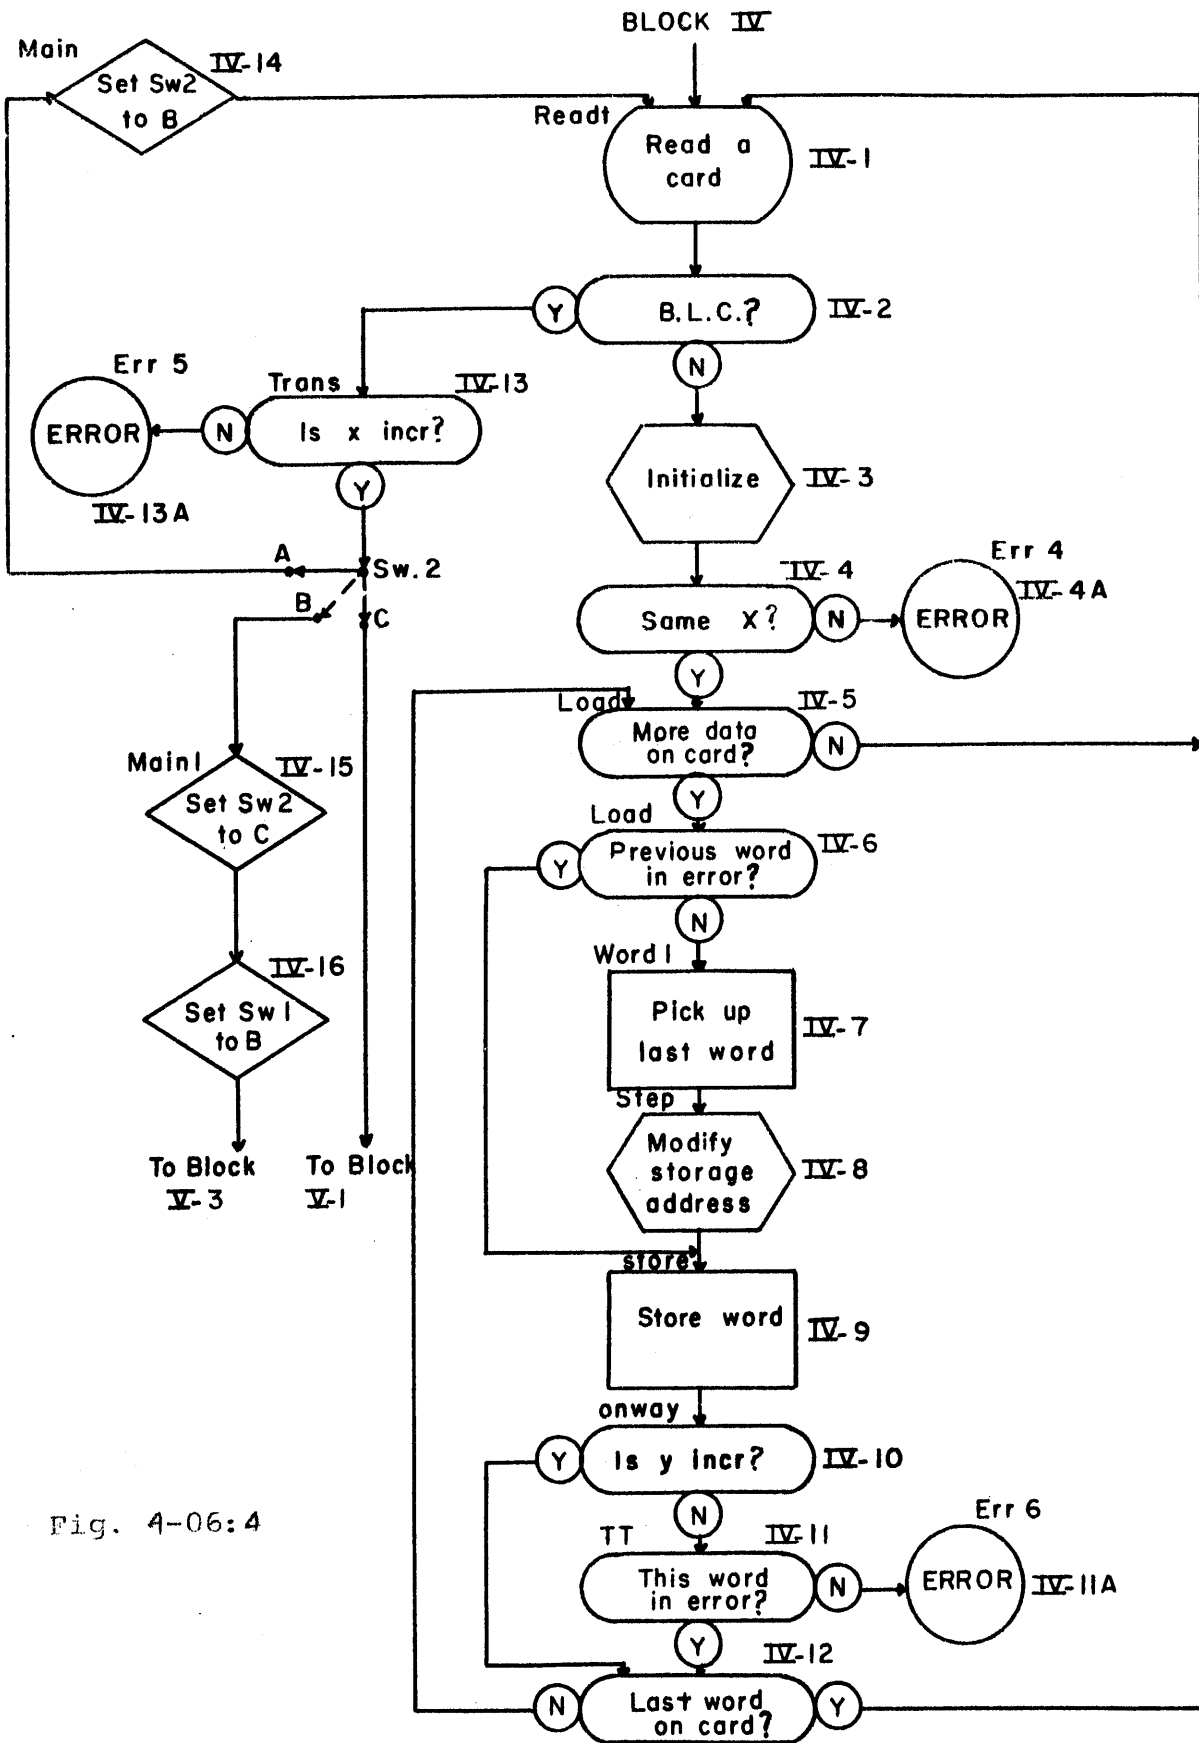 BLOCK IV
Main
IV-14
Set Sw2
to B
Readt
Read a
card
IV-1
B.L.C.?
IV-2
Y
N
Err 5
Trans
IV-13
ERROR
N
Is x incr?
Y
IV-13A
Initialize
IV-3
A
Sw.2
B
C
Err 4
IV-4
IV-4A
Same X?
N
ERROR
Y
Load
IV-5
More data
on card?
N
Y
Main1
IV-15
Set Sw2
to C
Load
IV-6
Y
Previous word
in error?
N
IV-16
Set Sw1
to B
Word1
Pick up
last word
IV-7
Step
Modify
storage
address
IV-8
To Block
V-3
To Block
V-1
store
Store word
IV-9
onway
Y
Is y incr?
IV-10
N
Fig. 4-06:4
TT
IV-11
Err 6
This word
in error?
N
ERROR
IV-11A
Y
IV-12
N
Last word
on card?
Y